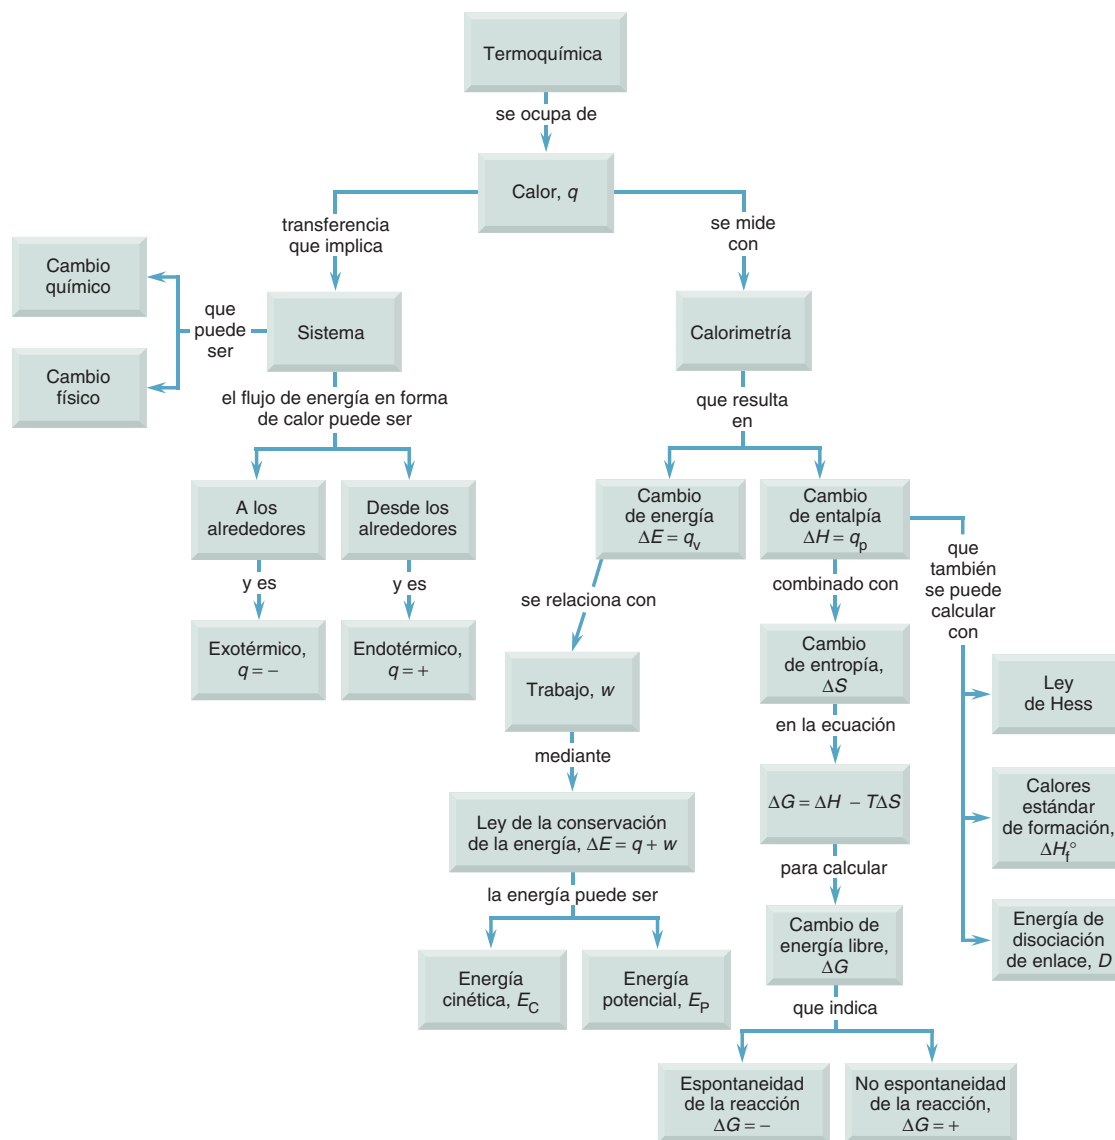 Termoquímica
se ocupa de
Calor, q
transferencia
que implica
se mide
con
Cambio
químico
que
puede
ser
Cambio
físico
Sistema
Calorimetría
el flujo de energía en forma
de calor puede ser
que resulta
en
A los
alrededores
Desde los
alrededores
y es
y es
Exotérmico,
q = −
Endotérmico,
q = +
Cambio
de energía
ΔE = qv
Cambio
de entalpía
ΔH = qp
que
también
se puede
calcular
con
se relaciona con
combinado con
Trabajo, w
Cambio
de entropía,
ΔS
Ley
de Hess
mediante
en la ecuación
Ley de la conservación
de la energía, ΔE = q + w
ΔG = ΔH − TΔS
Calores
estándar
de formación,
ΔHf°
la energía puede ser
para calcular
Energía
cinética, EC
Energía
potencial, EP
Cambio de
energía libre,
ΔG
Energía de
disociación
de enlace, D
que indica
Espontaneidad
de la reacción
ΔG = −
No espontaneidad
de la reacción,
ΔG = +